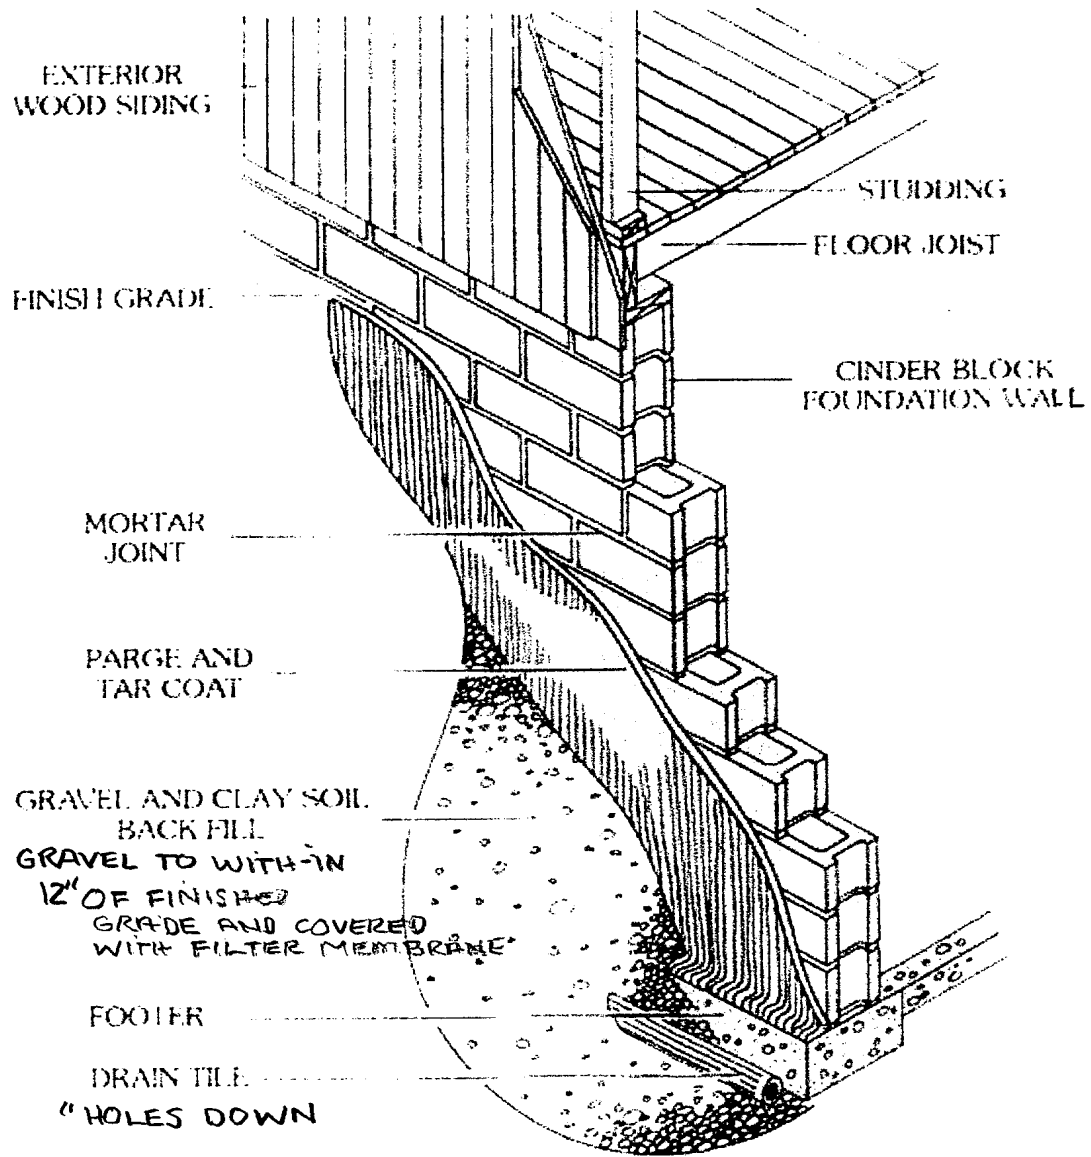 EXTERIOR
WOOD SIDING
STUDDING
FLOOR JOIST
FINISH GRADE
CINDER BLOCK
FOUNDATION WALL
MORTAR
JOINT
PARGE AND
TAR COAT
GRAVEL AND CLAY SOIL
BACK FILL
GRAVEL TO WITH-IN
12" OF FINISHED
GRADE AND COVERED
WITH FILTER MEMBRANE
FOOTER
DRAIN TILE
"HOLES DOWN